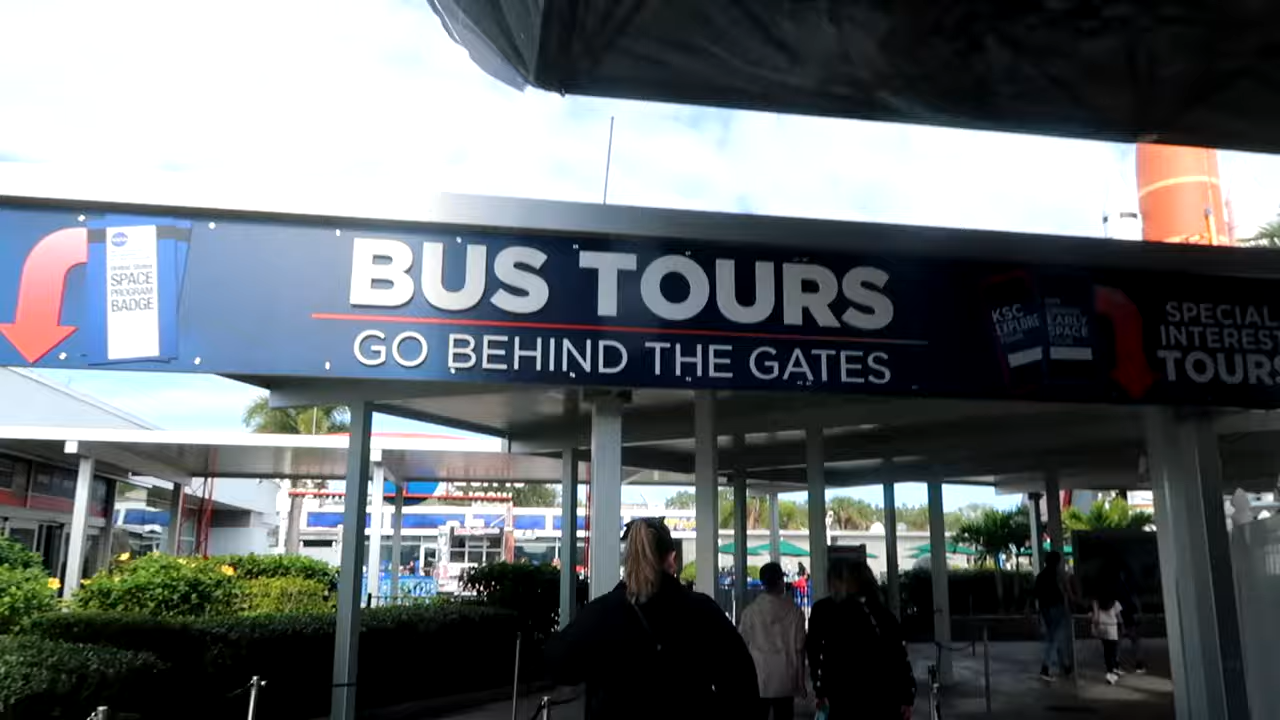 SPACE
PROGRAM
BADGE
BUS TOURS
GO BEHIND THE GATES
KSC
EXPLORE
EARLY
SPACE
SPECIAL
INTEREST
TOURS